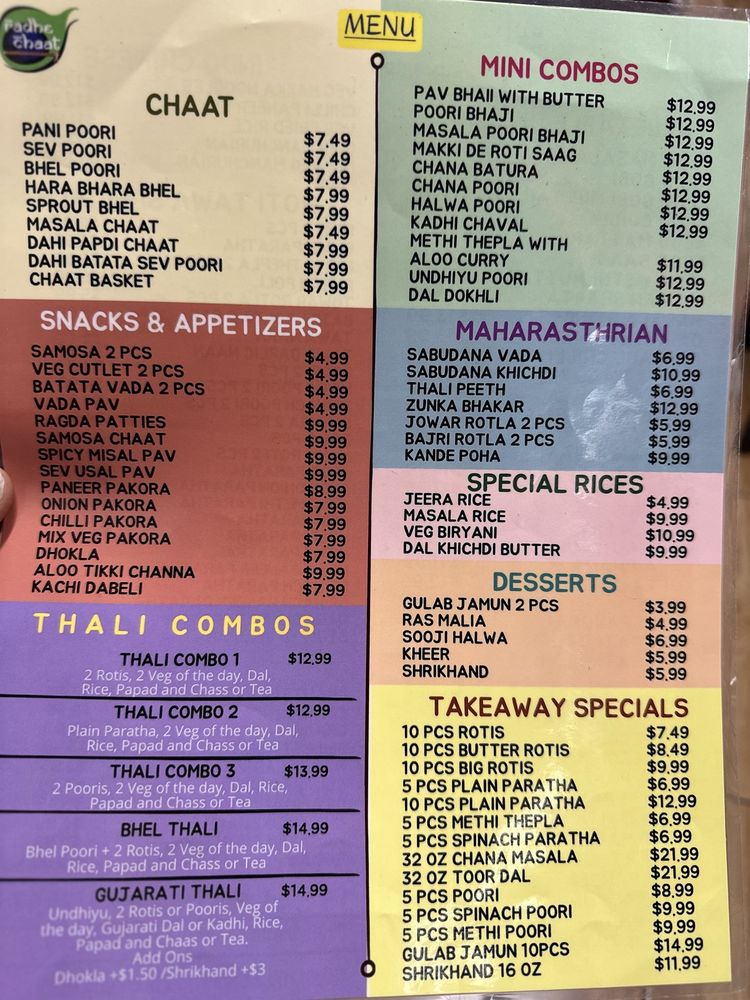 Radhe
chaat
MENU
CHAAT
PANI POORI $7.49
SEV POORI $7.49
BHEL POORI $7.49
HARA BHARA BHEL $7.99
SPROUT BHEL $7.99
MASALA CHAAT $7.49
DAHI PAPDI CHAAT $7.99
DAHI BATATA SEV POORI $7.99
CHAAT BASKET $7.99
SNACKS & APPETIZERS
SAMOSA 2 PCS $4.99
VEG CUTLET 2 PCS $4.99
BATATA VADA 2 PCS $4.99
VADA PAV $4.99
RAGDA PATTIES $9.99
SAMOSA CHAAT $9.99
SPICY MISAL PAV $9.99
SEV USAL PAV $9.99
PANEER PAKORA $8.99
ONION PAKORA $7.99
CHILLI PAKORA $7.99
MIX VEG PAKORA $7.99
DHOKLA $7.99
ALOO TIKKI CHANNA $9.99
KACHI DABELI $7.99
THALI COMBOS
THALI COMBO 1 $12.99
2 Rotis, 2 Veg of the day, Dal,
Rice, Papad and Chass or Tea
THALI COMBO 2 $12.99
Plain Paratha, 2 Veg of the day, Dal,
Rice, Papad and Chass or Tea
THALI COMBO 3 $13.99
2 Pooris, 2 Veg of the day, Dal, Rice,
Papad and Chass or Tea
BHEL THALI $14.99
Bhel Poori + 2 Rotis, 2 Veg of the day, Dal,
Rice, Papad and Chass or Tea
GUJARATI THALI $14.99
Undhiyu, 2 Rotis or Pooris, Veg of
the day, Gujarati Dal or Kadhi, Rice,
Papad and Chaas or Tea.
Add Ons
Dhokla +$1.50 /Shrikhand +$3
MINI COMBOS
PAV BHAII WITH BUTTER $12.99
POORI BHAJI $12.99
MASALA POORI BHAJI $12.99
MAKKI DE ROTI SAAG $12.99
CHANA BATURA $12.99
CHANA POORI $12.99
HALWA POORI $12.99
KADHI CHAVAL $12.99
METHI THEPLA WITH
ALOO CURRY $11.99
UNDHIYU POORI $12.99
DAL DOKHLI $12.99
MAHARASTHRIAN
SABUDANA VADA $6.99
SABUDANA KHICHDI $10.99
THALI PEETH $6.99
ZUNKA BHAKAR $12.99
JOWAR ROTLA 2 PCS $5.99
BAJRI ROTLA 2 PCS $5.99
KANDE POHA $9.99
SPECIAL RICES
JEERA RICE $4.99
MASALA RICE $9.99
VEG BIRYANI $10.99
DAL KHICHDI BUTTER $9.99
DESSERTS
GULAB JAMUN 2 PCS $3.99
RAS MALIA $4.99
SOOJI HALWA $6.99
KHEER $5.99
SHRIKHAND $5.99
TAKEAWAY SPECIALS
10 PCS ROTIS $7.49
10 PCS BUTTER ROTIS $8.49
10 PCS BIG ROTIS $9.99
5 PCS PLAIN PARATHA $6.99
10 PCS PLAIN PARATHA $12.99
5 PCS METHI THEPLA $6.99
5 PCS SPINACH PARATHA $6.99
32 OZ CHANA MASALA $21.99
32 OZ TOOR DAL $21.99
5 PCS POORI $8.99
5 PCS SPINACH POORI $9.99
5 PCS METHI POORI $9.99
GULAB JAMUN 10PCS $14.99
SHRIKHAND 16 OZ $11.99